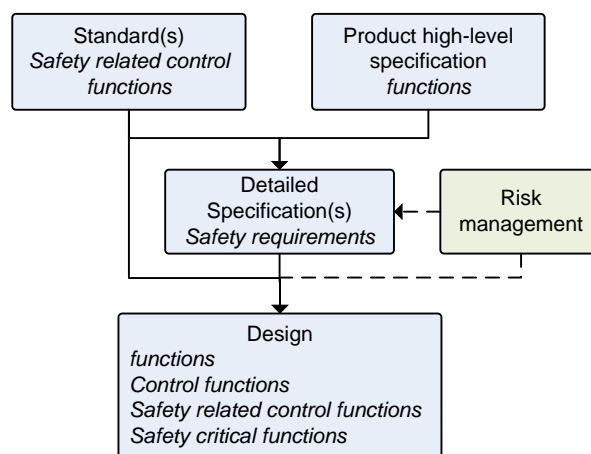 Standard(s)
Safety related control
functions
Product high-level
specification
functions
Detailed
Specification(s)
Safety requirements
Risk
management
Design
functions
Control functions
Safety related control functions
Safety critical functions